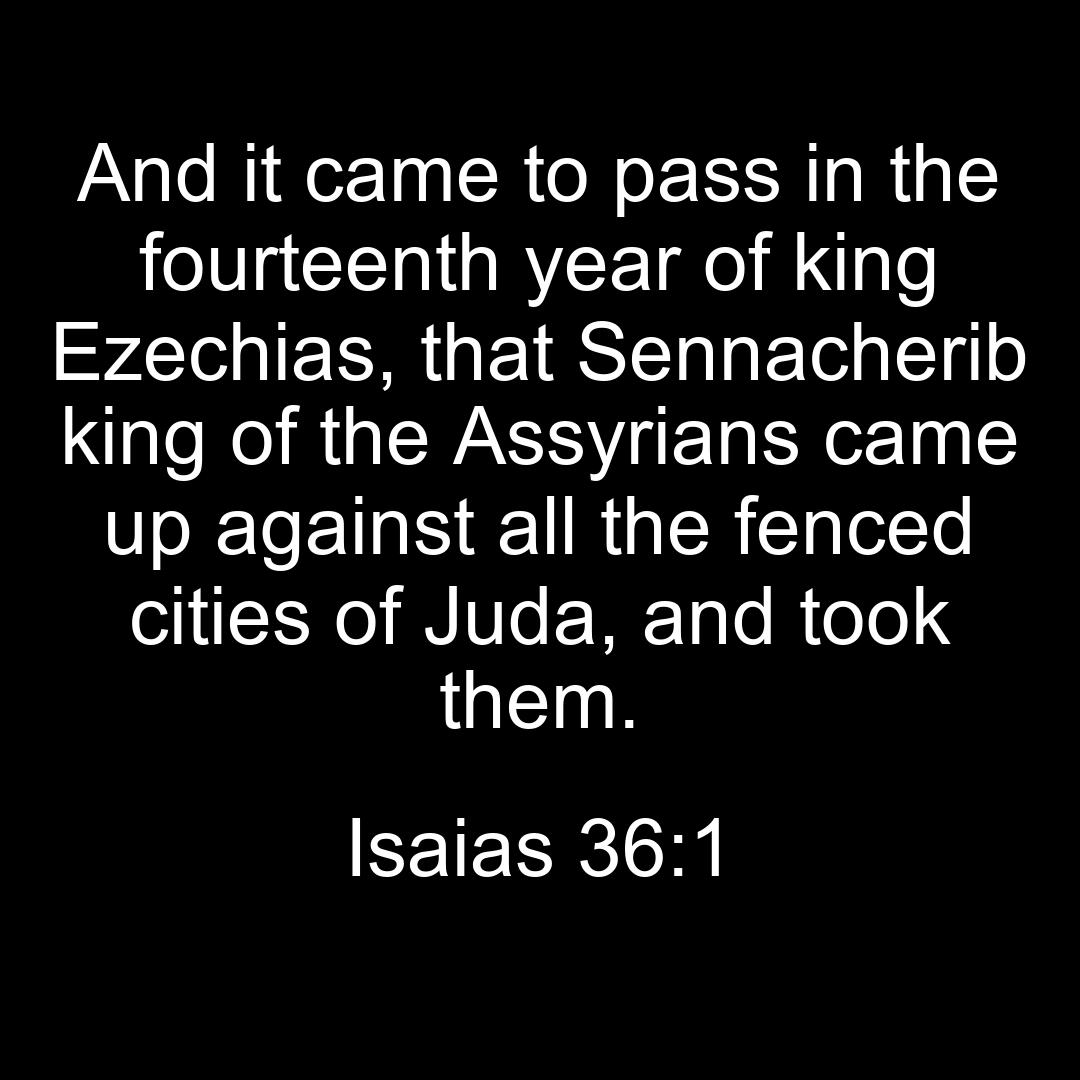 And it came to pass in the
fourteenth year of king
Ezechias, that Sennacherib
king of the Assyrians came
up against all the fenced
cities of Juda, and took
them.
Isaias 36:1